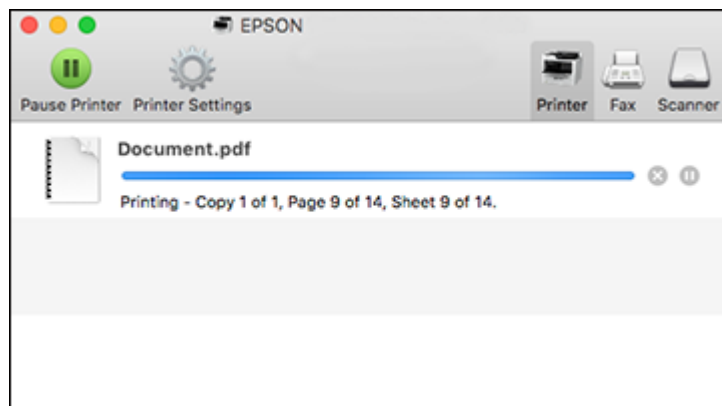 EPSON
Pause Printer Printer Settings Printer Fax Scanner
Document.pdf
Printing - Copy 1 of 1, Page 9 of 14, Sheet 9 of 14.